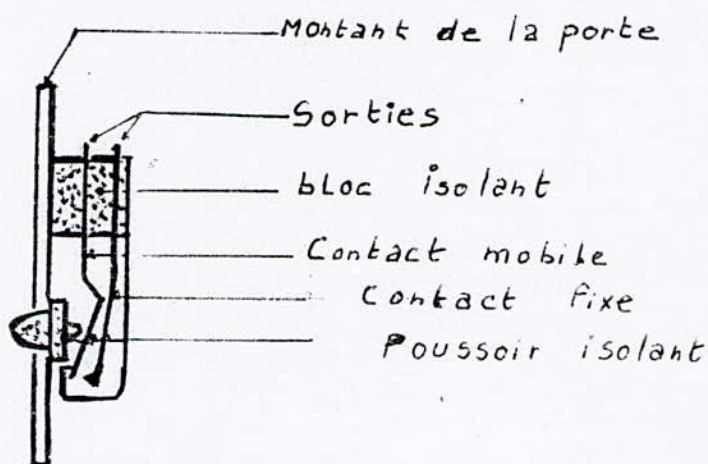 Montant de la porte
Sorties
bloc isolant
Contact mobile
Contact fixe
Poussoir isolant